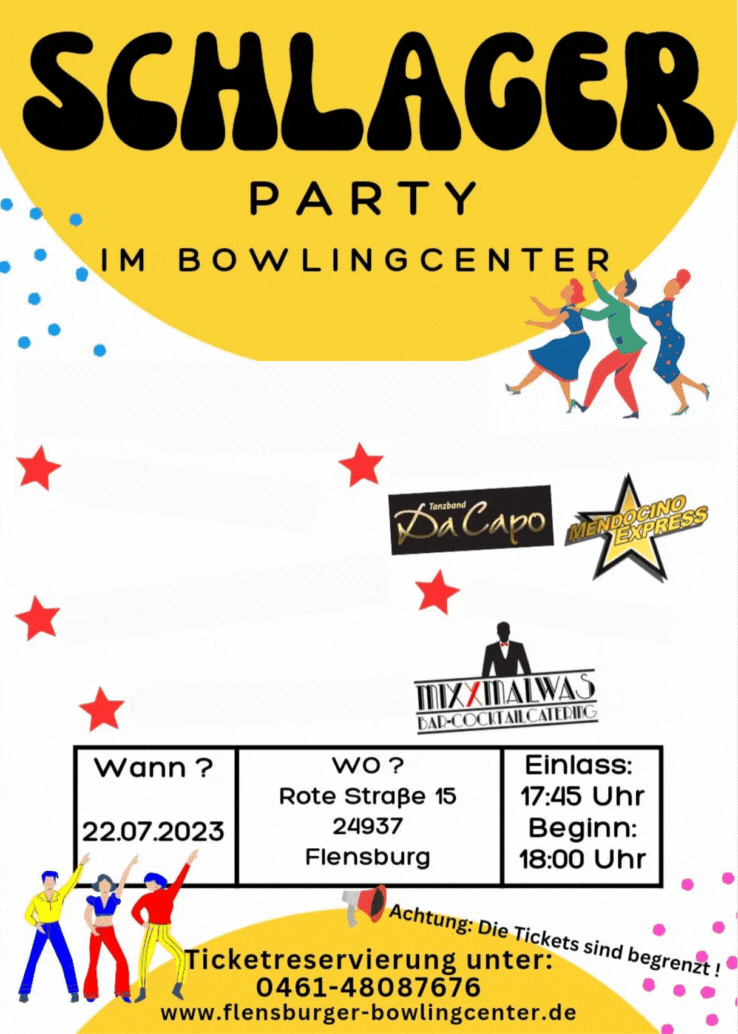 SCHLAGER
PARTY
IM BOWLINGCENTER
Tanzband
Da Capo
MENDOCINO
EXPRESS
MIXXMALWAS
BAR-COCKTAILCATERING
Wann ?
22.07.2023
WO ?
Rote Straße 15
24937
Flensburg
Einlass:
17:45 Uhr
Beginn:
18:00 Uhr
Achtung: Die Tickets sind begrenzt !
Ticketreservierung unter:
0461-48087676
www.flensburger-bowlingcenter.de